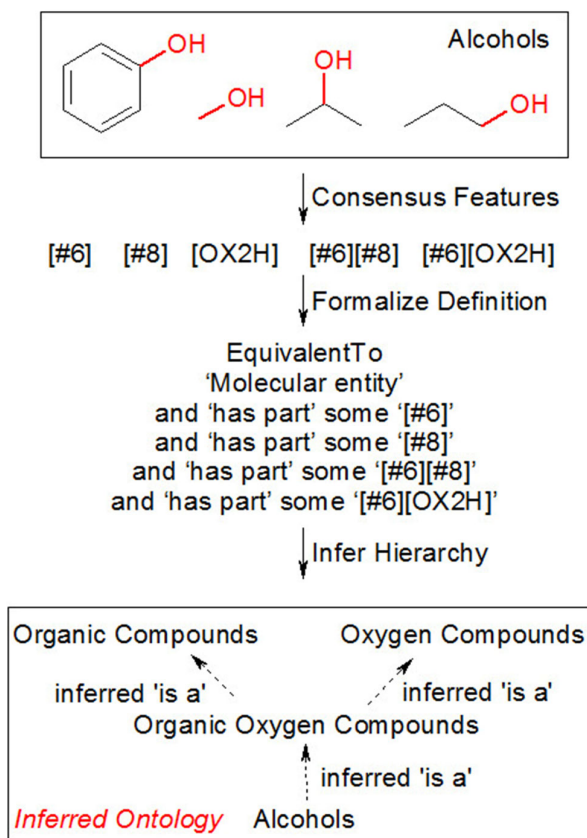 Alcohols
OH
OH
OH
OH
Consensus Features
[#6] [#8] [OX2H] [#6][#8] [#6][OX2H]
Formalize Definition
EquivalentTo
‘Molecular entity’
and ‘has part’ some ‘[#6]’
and ‘has part’ some ‘[#8]’
and ‘has part’ some ‘[#6][#8]’
and ‘has part’ some ‘[#6][OX2H]’
Infer Hierarchy
Organic Compounds Oxygen Compounds
inferred 'is a' inferred 'is a'
Organic Oxygen Compounds
inferred 'is a'
Inferred Ontology Alcohols